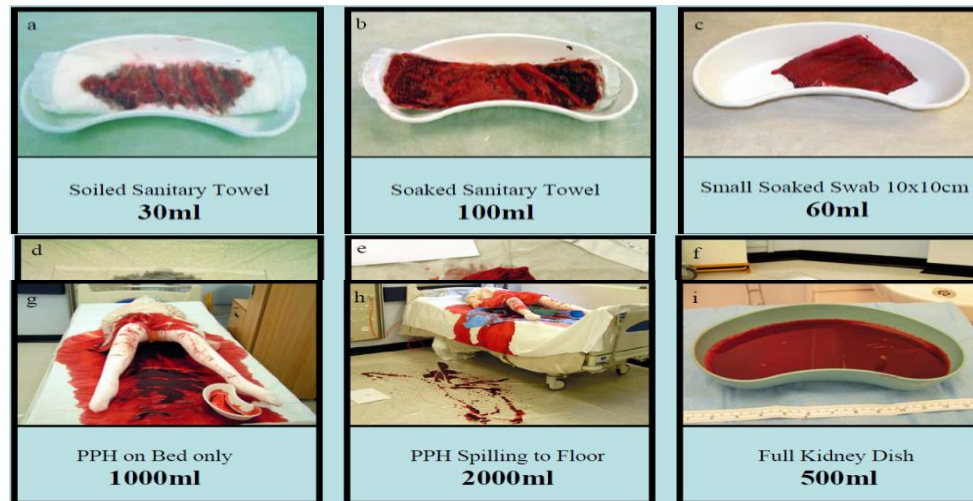 a
b
c
Soiled Sanitary Towel
30ml
Soaked Sanitary Towel
100ml
Small Soaked Swab 10x10cm
60ml
d
e
f
g
h
i
PPH on Bed only
1000ml
PPH Spilling to Floor
2000ml
Full Kidney Dish
500ml